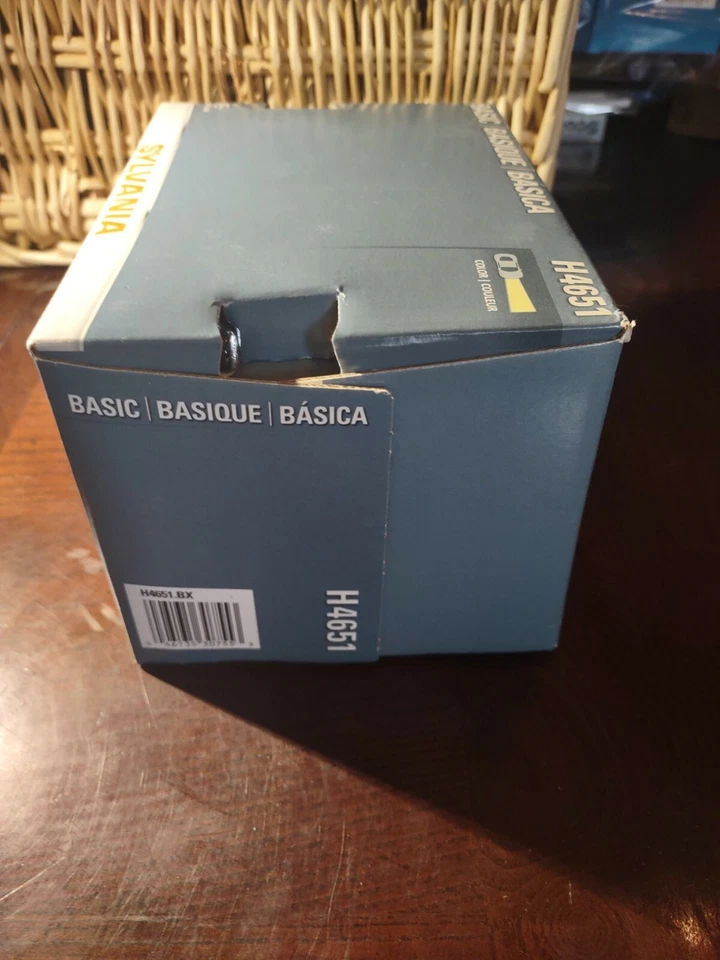 SYLVANIA
BASIQUE BÁSICA
H4651
COLOR | COULEUR
BASIC | BASIQUE | BÁSICA
H4651.BX
H4651